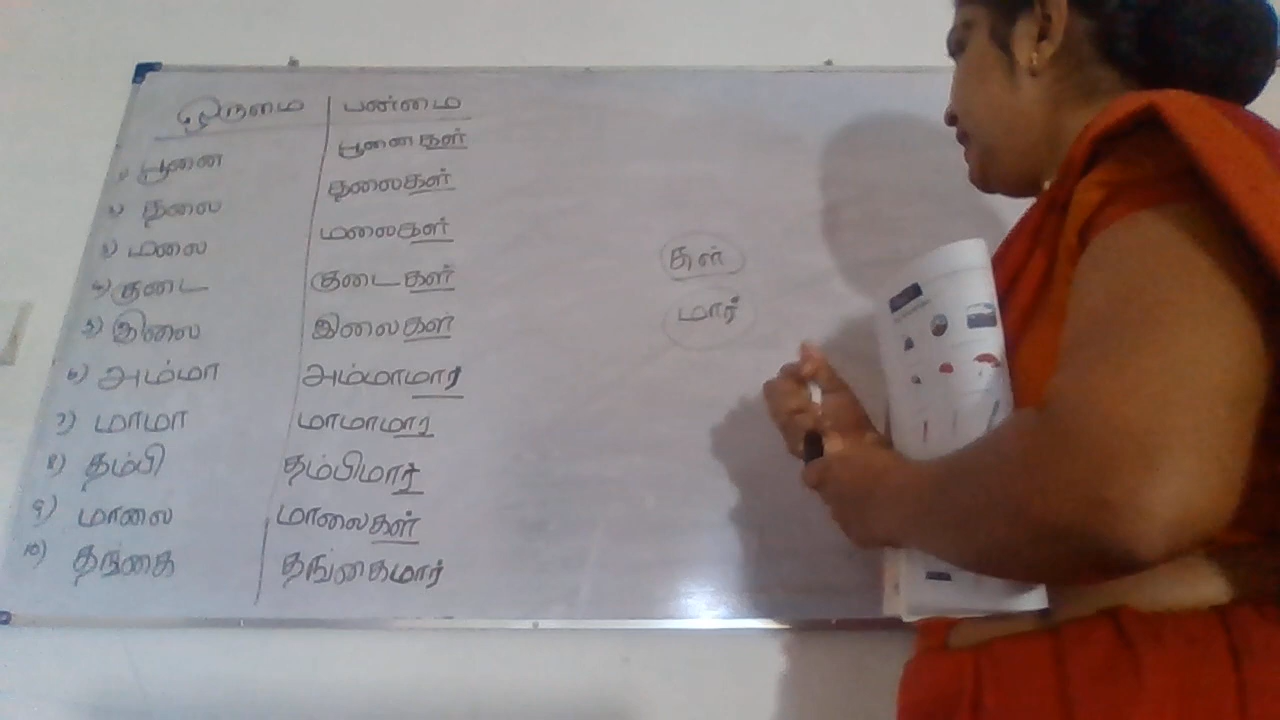 ஒருமை பன்மை
1) பூனை பூனைகள்
2) தலை தலைகள்
3) மலை மலைகள்
4) குடை குடைகள்
5) இலை இலைகள்
6) அம்மா அம்மாமார்
7) மாமா மாமாமார்
8) தம்பி தம்பிமார்
9) மாலை மாலைகள்
10) தங்கை தங்கைமார்
கள்
மார்